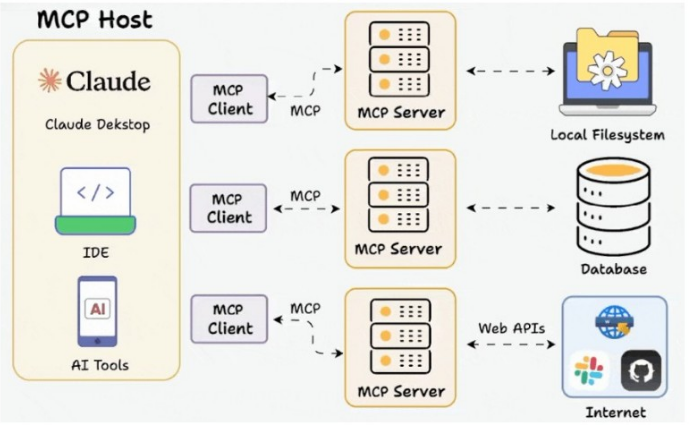 MCP Host
Claude
Claude Dekstop
</>
IDE
AI
AI Tools
MCP
Client
MCP
MCP Server
Local Filesystem
MCP
Client
MCP
MCP Server
Database
MCP
Client
MCP
MCP Server
Web APIs
Internet